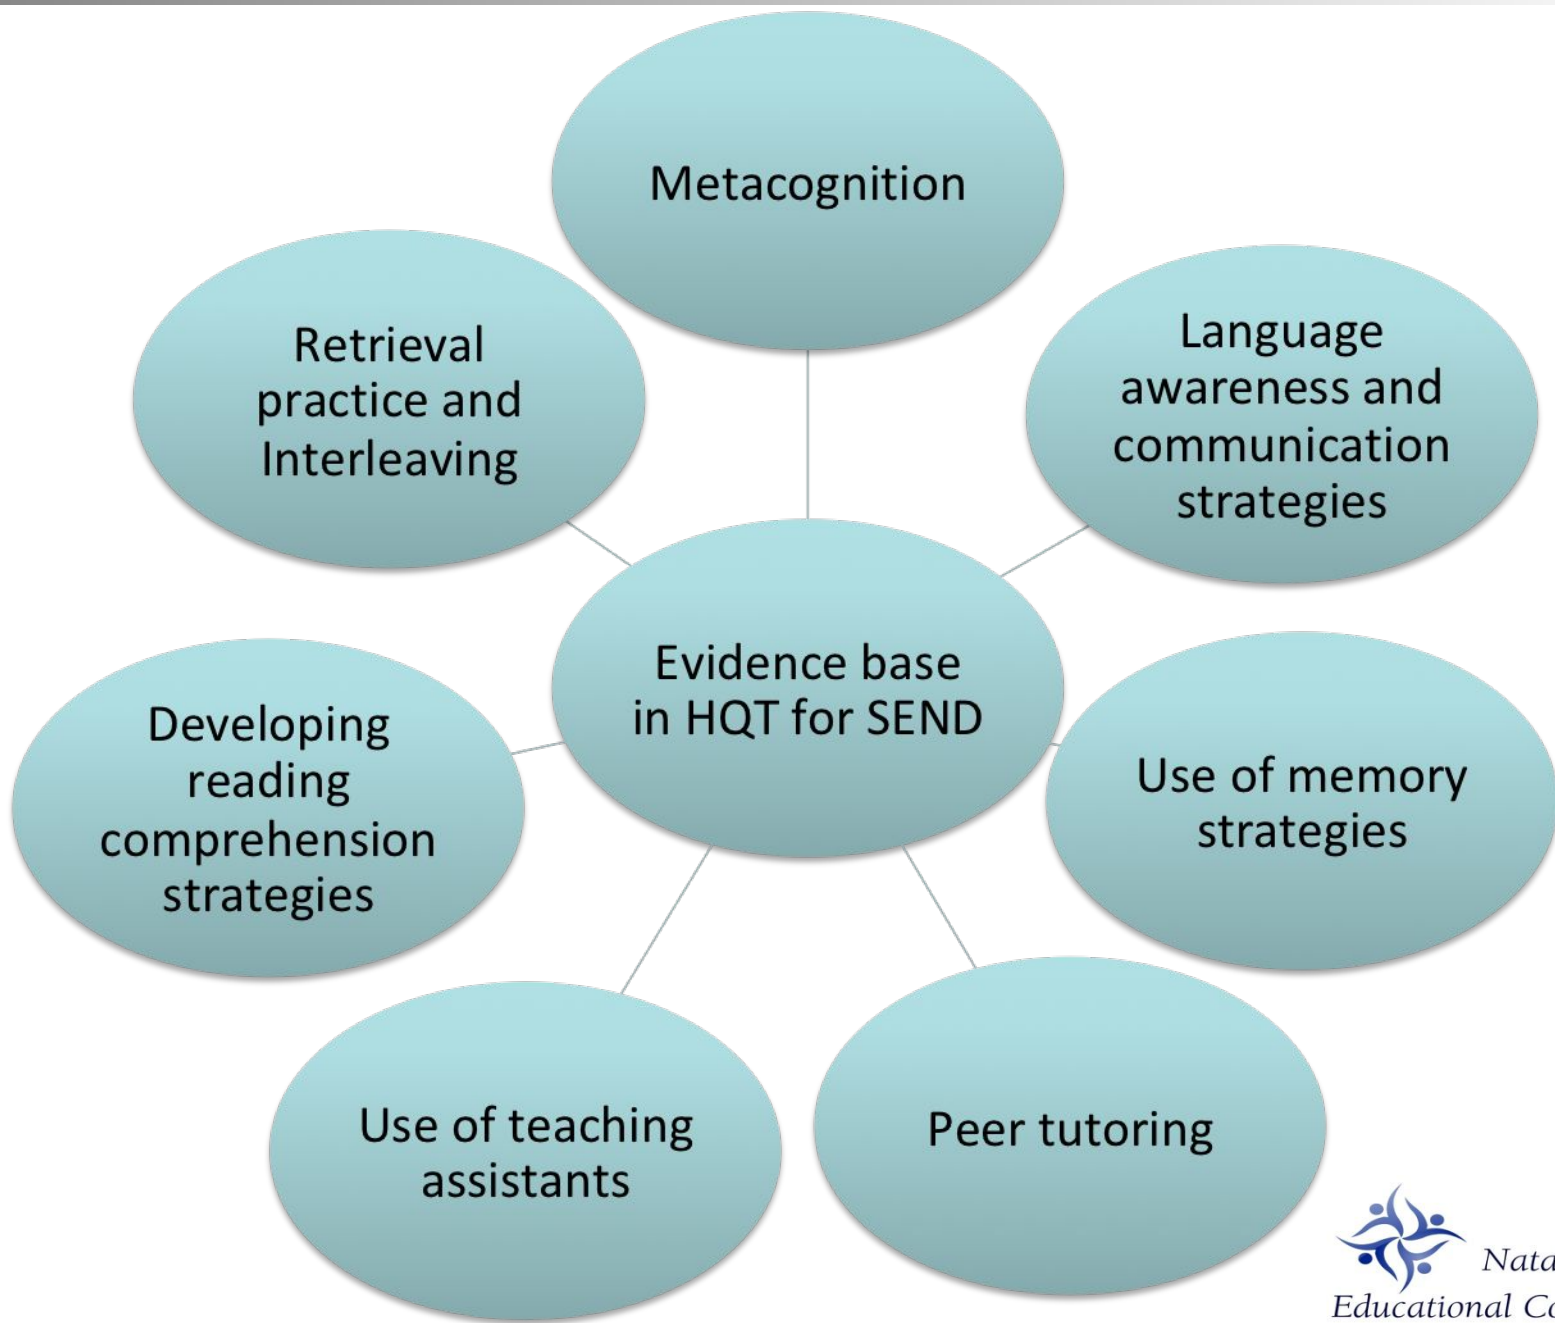 Metacognition
Language
awareness and
communication
strategies
Use of memory
strategies
Peer tutoring
Use of teaching
assistants
Developing
reading
comprehension
strategies
Retrieval
practice and
Interleaving
Evidence base
in HQT for SEND
Educational